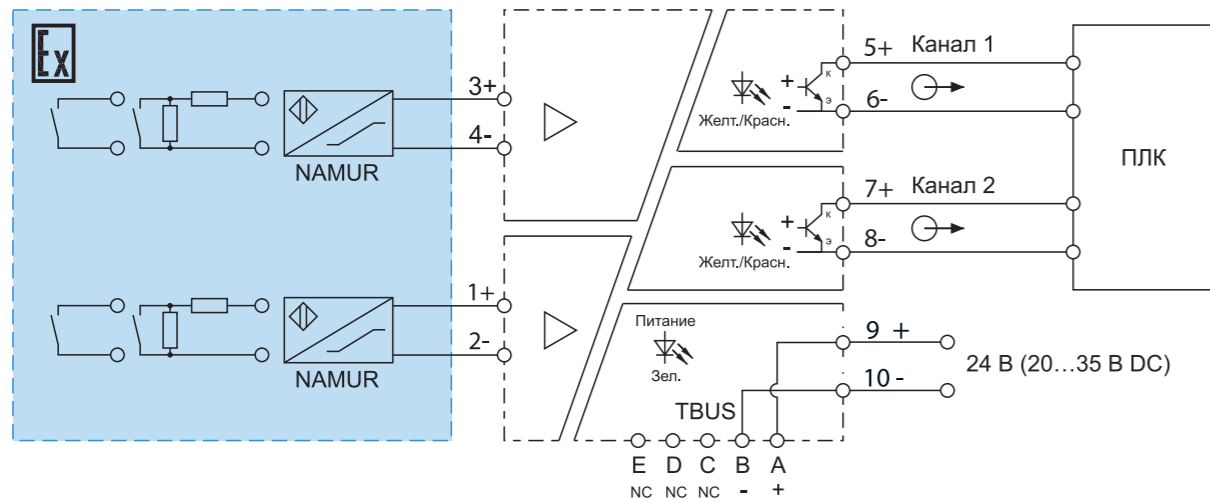 Ex
3+
4-
NAMUR
1+
2-
NAMUR
+
-
к
э
Желт./Красн.
5+ Канал 1
6-
+
-
к
э
Желт./Красн.
7+ Канал 2
8-
ПЛК
Питание
Зел.
9 +
10 -
24 В (20...35 В DC)
TBUS
E D C B A
NC NC NC - +